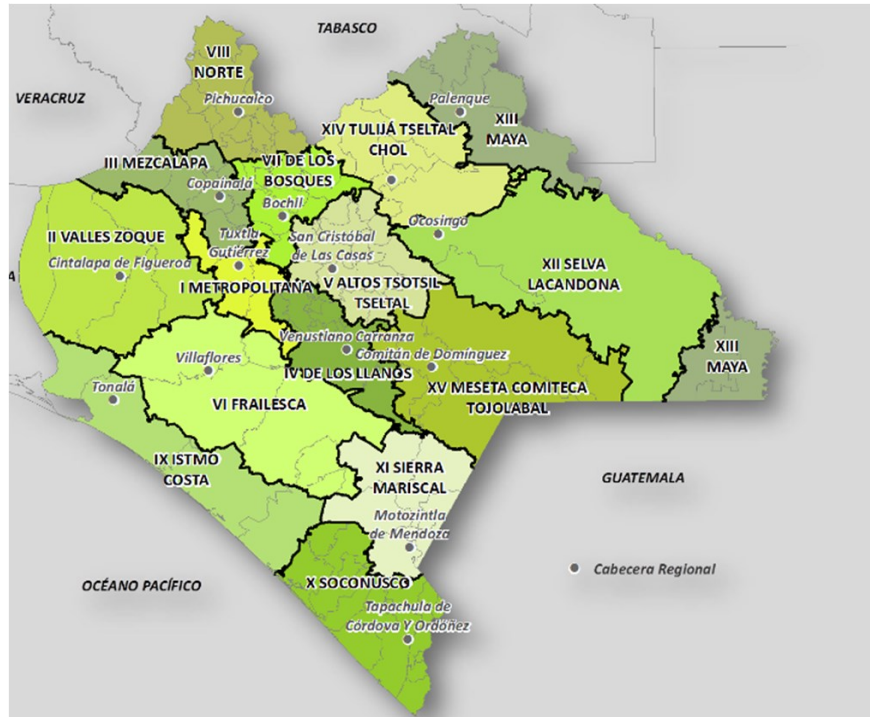 TABASCO
VIII
NORTE
VERACRUZ
Pichucalco
Palenque
XIII
MAYA
XIV TULIJÁ TSELTAL
CHOL
III MEZCALAPA
VII DE LOS
BOSQUES
Copainalá
Bochil
Ocosingo
II VALLES ZOQUE
Tuxtla
Gutiérrez
San Cristóbal
de Las Casas
Cintalapa de Figueroa
XII SELVA
LACANDONA
A
I METROPOLITANA
V ALTOS TSOTSIL
TSELTAL
Venustiano Carranza
Villaflores
Comitán de Domínguez
XIII
MAYA
IV DE LOS LLANOS
Tonalá
XV MESETA COMITECA
TOJOLABAL
VI FRAILESCA
IX ISTMO
COSTA
XI SIERRA
MARISCAL
GUATEMALA
Motozintla
de Mendoza
Cabecera Regional
OCÉANO PACÍFICO
X SOCONUSCO
Tapachula de
Córdova Y Ordóñez